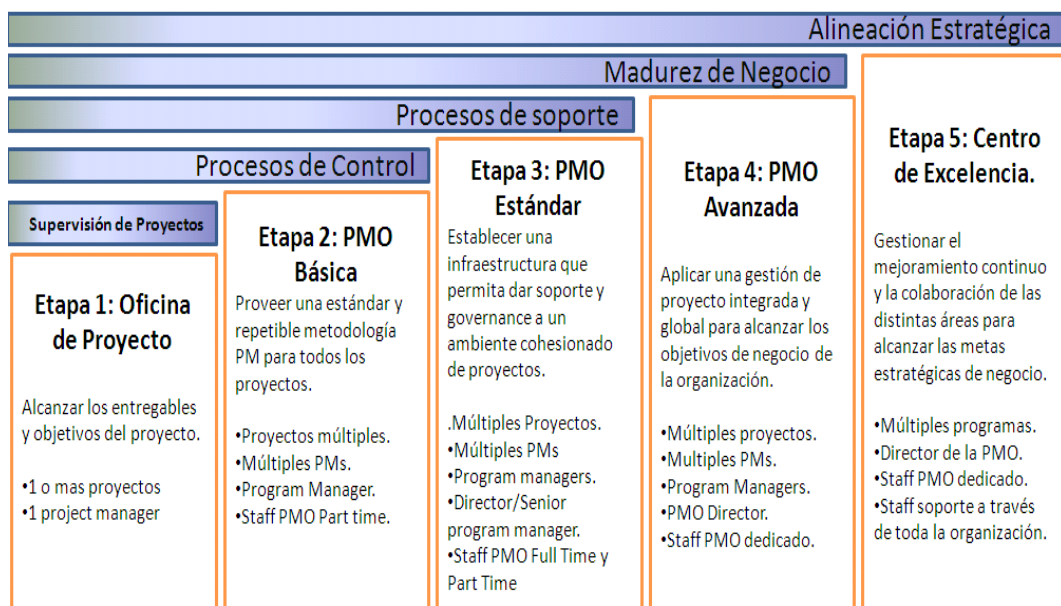 Alineación Estratégica
Madurez de Negocio
Procesos de soporte
Procesos de Control
Supervisión de Proyectos
Etapa 1: Oficina
de Proyecto
Alcanzar los entregables
y objetivos del proyecto.
•1 o mas proyectos
•1 project manager
Etapa 2: PMO
Básica
Proveer una estándar y
repetible metodología
PM para todos los
proyectos.
•Proyectos múltiples.
•Múltiples PMs.
•Program Manager.
•Staff PMO Part time.
Etapa 3: PMO
Estándar
Establecer una
infraestructura que
permita dar soporte y
governance a un
ambiente cohesionado
de proyectos.
.Múltiples Proyectos.
•Múltiples PMs
•Program managers.
•Director/Senior
program manager.
•Staff PMO Full Time y
Part Time
Etapa 4: PMO
Avanzada
Aplicar una gestión de
proyecto integrada y
global para alcanzar los
objetivos de negocio de
la organización.
•Múltiples proyectos.
•Multiples PMs.
•Program Managers.
•PMO Director.
•Staff PMO dedicado.
Etapa 5: Centro
de Excelencia.
Gestionar el
mejoramiento continuo
y la colaboración de las
distintas áreas para
alcanzar las metas
estratégicas de negocio.
•Múltiples programas.
•Director de la PMO.
•Staff PMO dedicado.
•Staff soporte a través
de toda la organización.